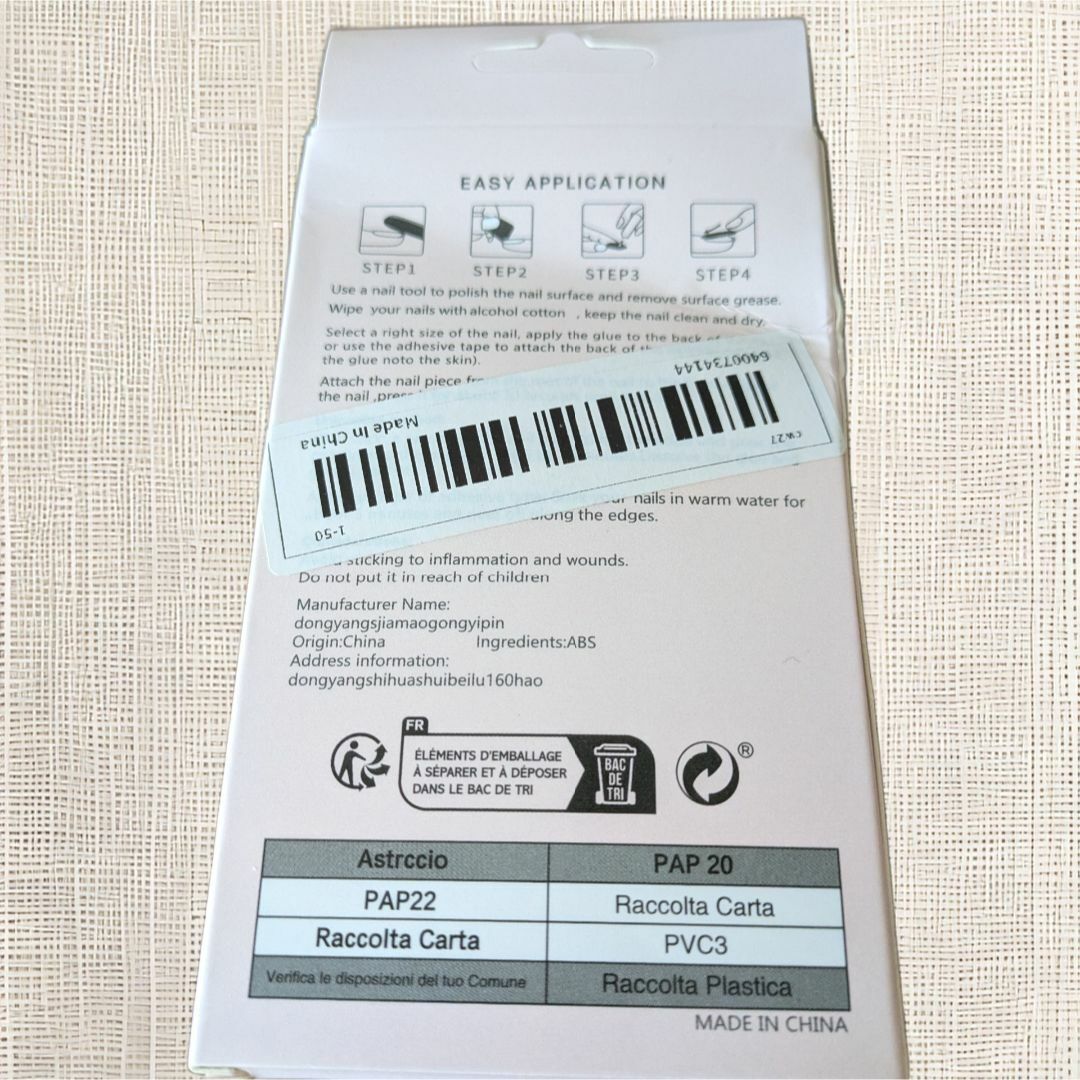 EASY APPLICATION
STEP1 STEP2 STEP3 STEP4
Use a nail tool to polish the nail surface and remove surface grease.
Wipe your nails with alcohol cotton , keep the nail clean and dry.
Select a right size of the nail, apply the glue to the back
or use the adhesive tape to attach the back of
the glue noto the skin).
Attach the nail piece
the nail ,press
6400734144
Made In China
cw27
1-50
nails in warm water for
along the edges.
sticking to inflammation and wounds.
Do not put it in reach of children
Manufacturer Name:
dongyangsjiamaogongyipin
Origin:China Ingredients:ABS
Address information:
dongyangshihuashuibeilu160hao
FR
ÉLÉMENTS D'EMBALLAGE
À SÉPARER ET À DÉPOSER
DANS LE BAC DE TRI
BAC
DE
TRI
®
Astrccio PAP 20
PAP22 Raccolta Carta
Raccolta Carta PVC3
Verifica le disposizioni del tuo Comune Raccolta Plastica
MADE IN CHINA